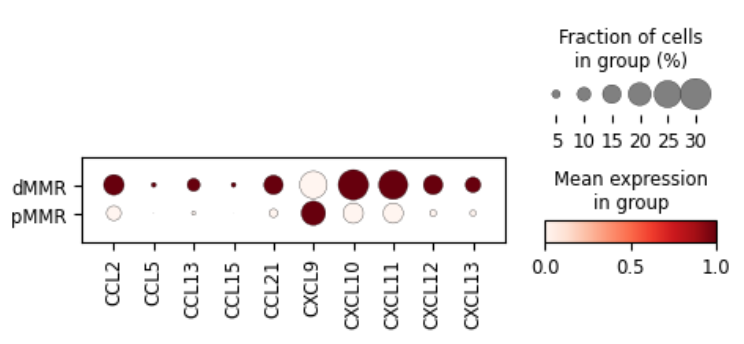 Fraction of cells
in group (%)
5 10 15 20 25 30
dMMR
pMMR
CCL2 CCL5 CCL13 CCL15 CCL21 CXCL9 CXCL10 CXCL11 CXCL12 CXCL13
Mean expression
in group
0.0 0.5 1.0